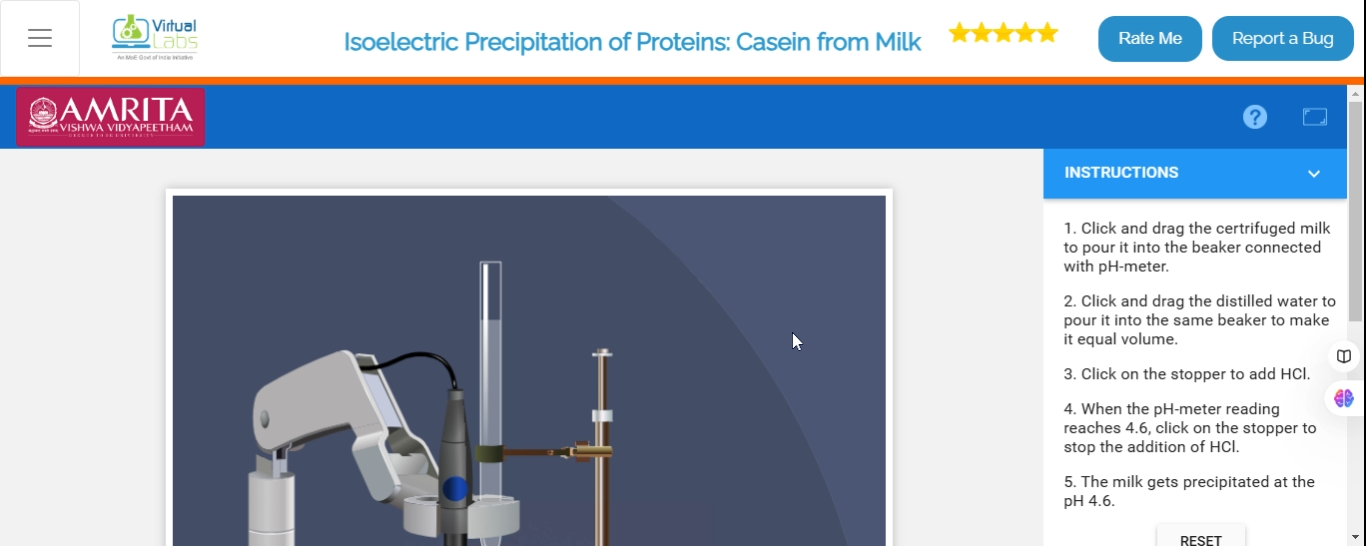 Virtual
Labs
An MoE Govt of India Initiative
Isoelectric Precipitation of Proteins: Casein from Milk
Rate Me
Report a Bug
AMRITA
VISHWA VIDYAPEETHAM
?
INSTRUCTIONS
1. Click and drag the certrifuged milk
to pour it into the beaker connected
with pH-meter.
2. Click and drag the distilled water to
pour it into the same beaker to make
it equal volume.
3. Click on the stopper to add HCl.
4. When the pH-meter reading
reaches 4.6, click on the stopper to
stop the addition of HCl.
5. The milk gets precipitated at the
pH 4.6.
RESET